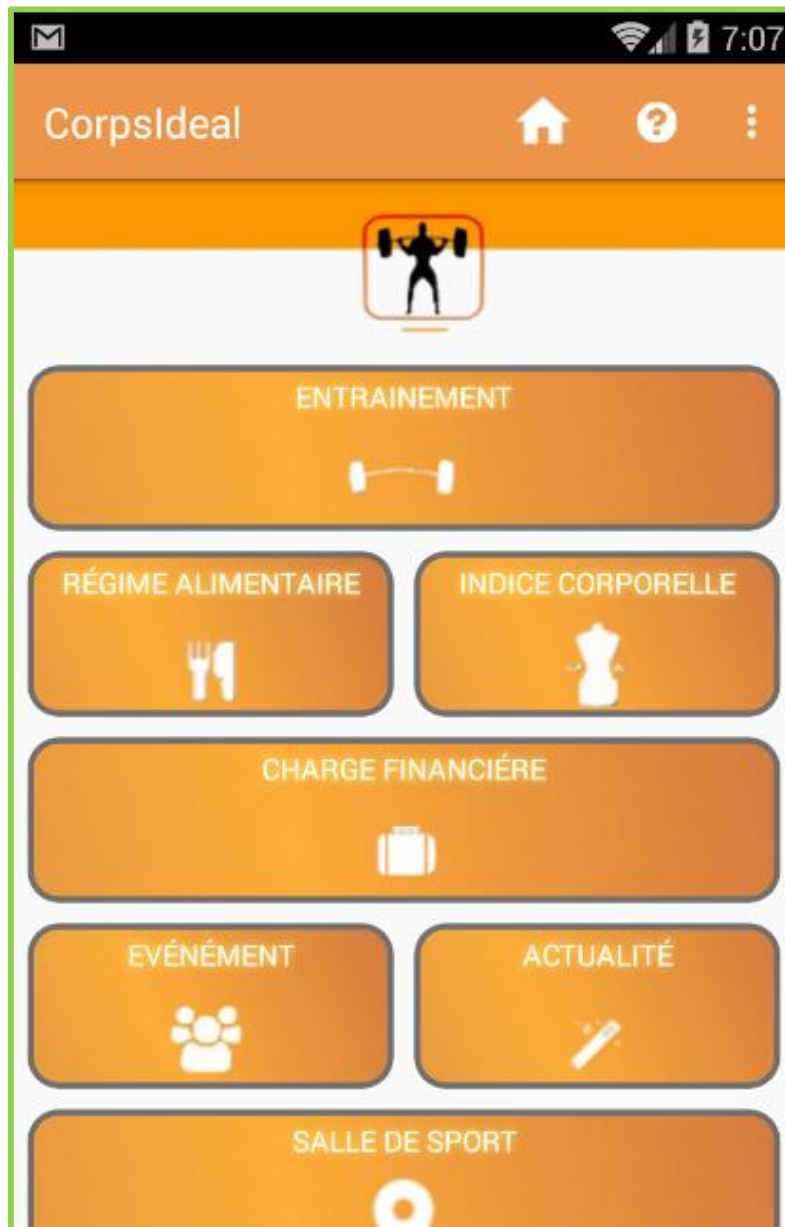 7:07
CorpsIdeal
ENTRAINEMENT
RÉGIME ALIMENTAIRE
INDICE CORPORELLE
CHARGE FINANCIÉRE
EVÉNÉMENT
ACTUALITÉ
SALLE DE SPORT